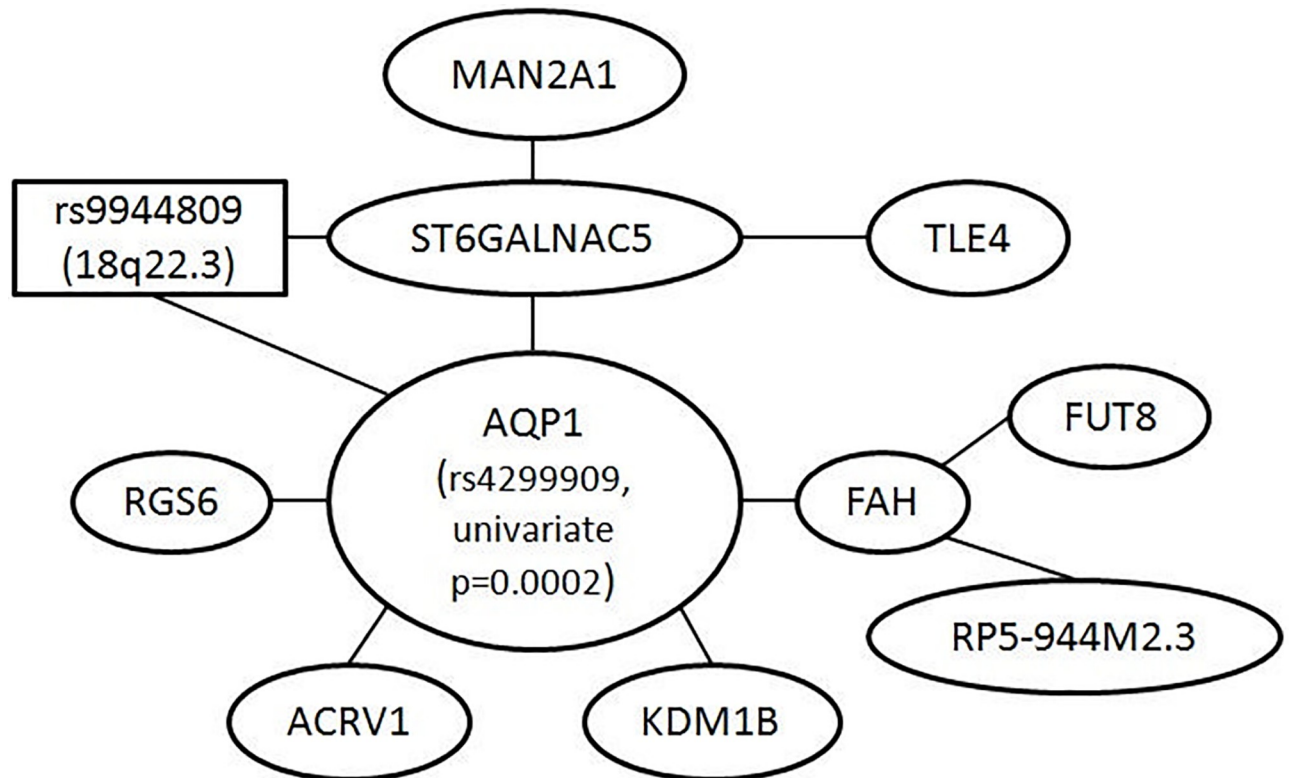 MAN2A1
rs9944809
(18q22.3)
ST6GALNAC5
TLE4
AQP1
(rs4299909,
univariate
p=0.0002)
FUT8
RGS6
FAH
RP5-944M2.3
ACRV1
KDM1B